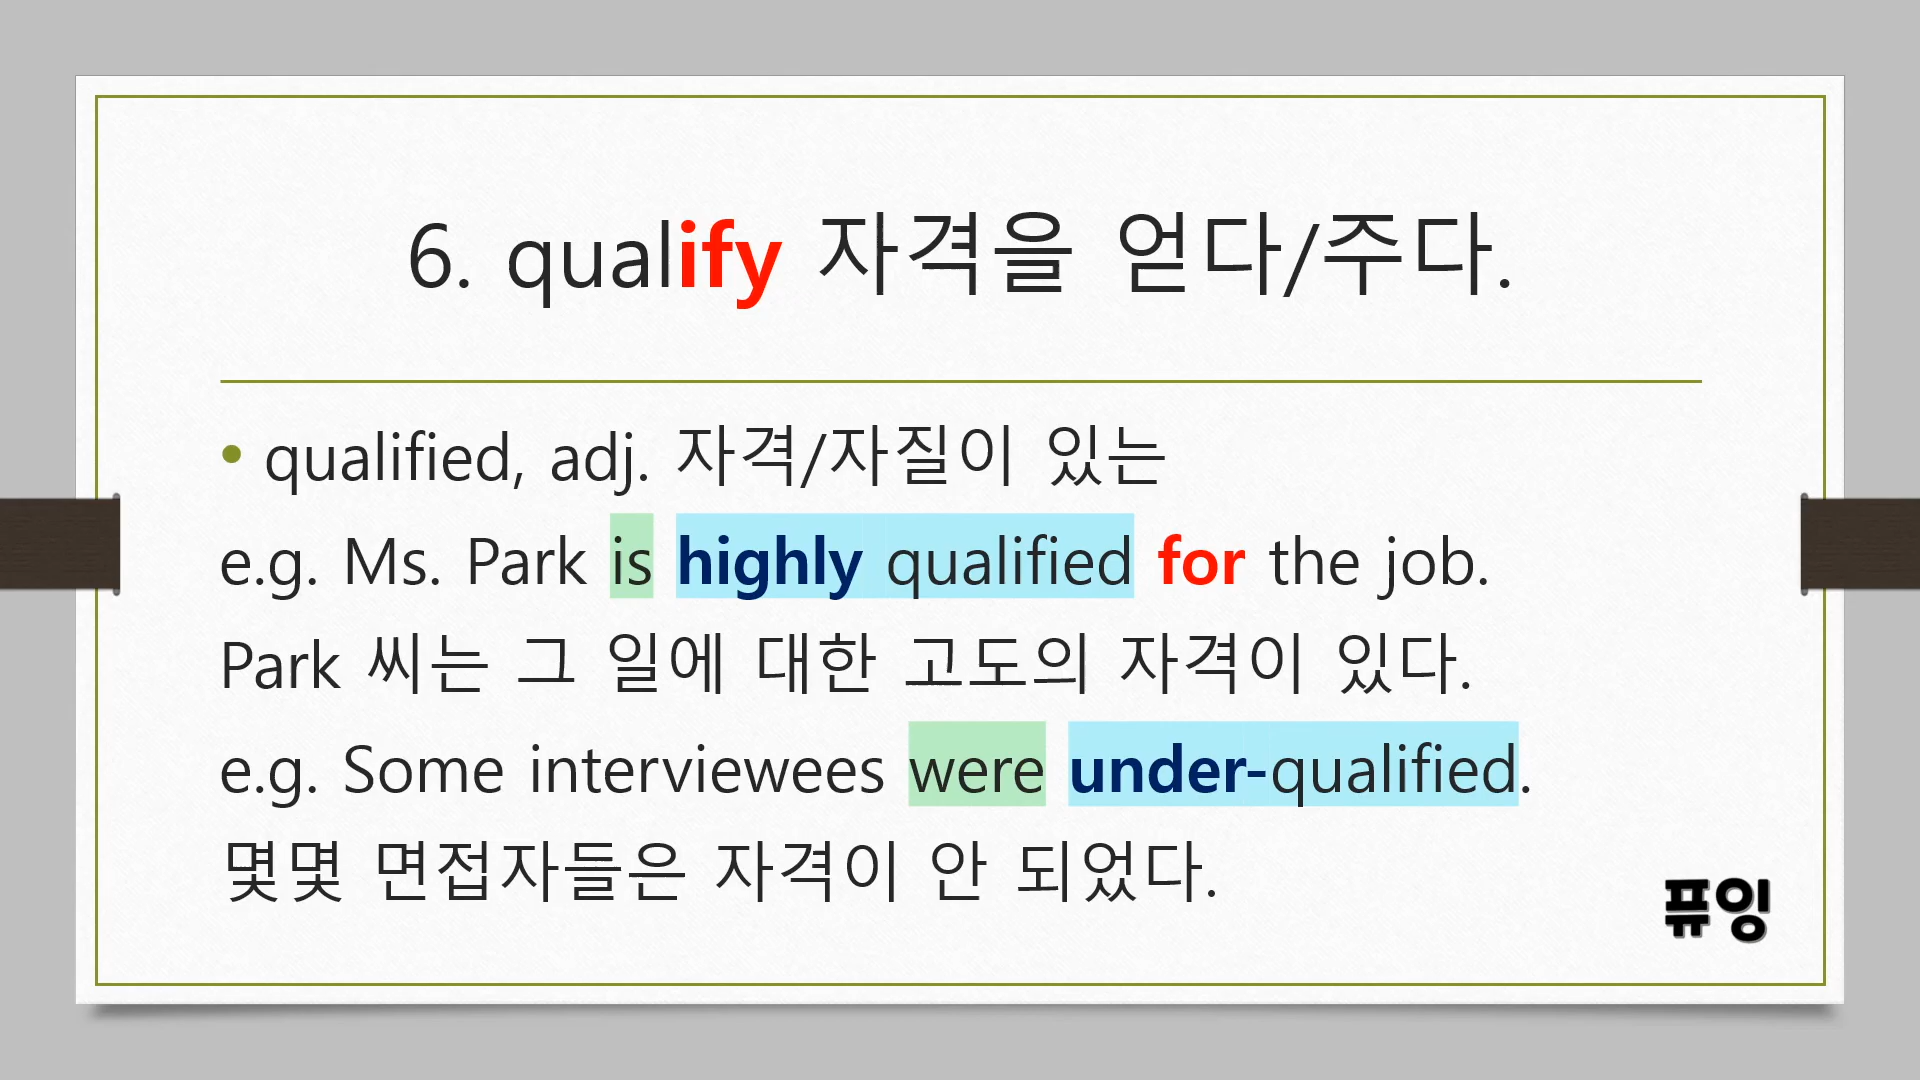 6. qualify 자격을 얻다/주다.
• qualified, adj. 자격/자질이 있는
e.g. Ms. Park is highly qualified for the job.
Park 씨는 그 일에 대한 고도의 자격이 있다.
e.g. Some interviewees were under-qualified.
몇몇 면접자들은 자격이 안 되었다.
퓨잉